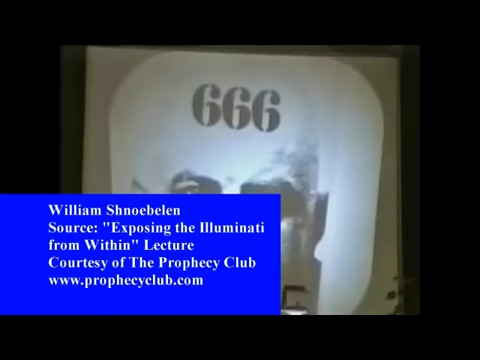 666
William Shnoebelen
Source: "Exposing the Illuminati
from Within" Lecture
Courtesy of The Prophecy Club
www.prophecyclub.com